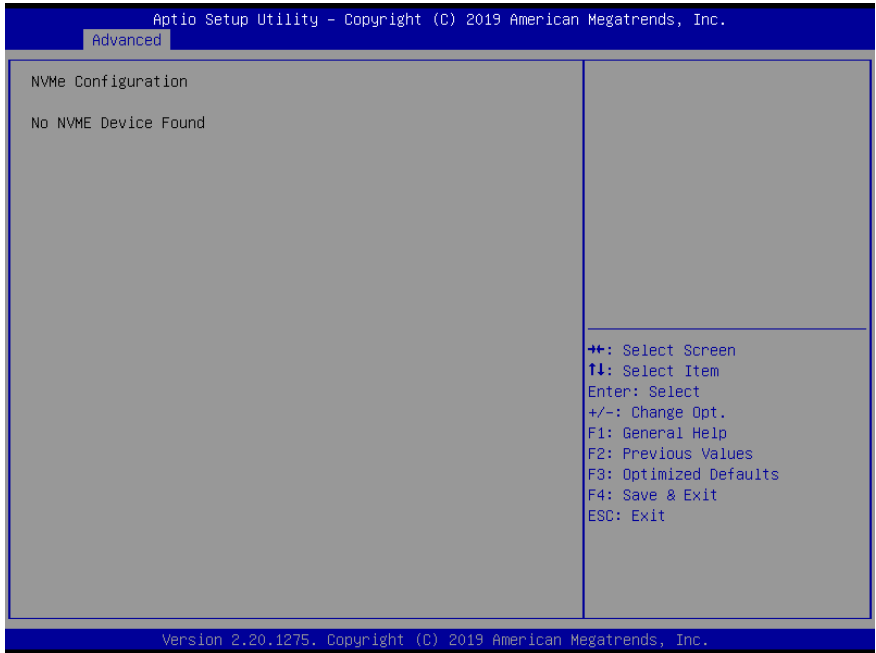 Aptio Setup Utility – Copyright (C) 2019 American Megatrends, Inc.
Advanced
NVMe Configuration
No NVME Device Found
→←: Select Screen
↑↓: Select Item
Enter: Select
+/-: Change Opt.
F1: General Help
F2: Previous Values
F3: Optimized Defaults
F4: Save & Exit
ESC: Exit
Version 2.20.1275. Copyright (C) 2019 American Megatrends, Inc.